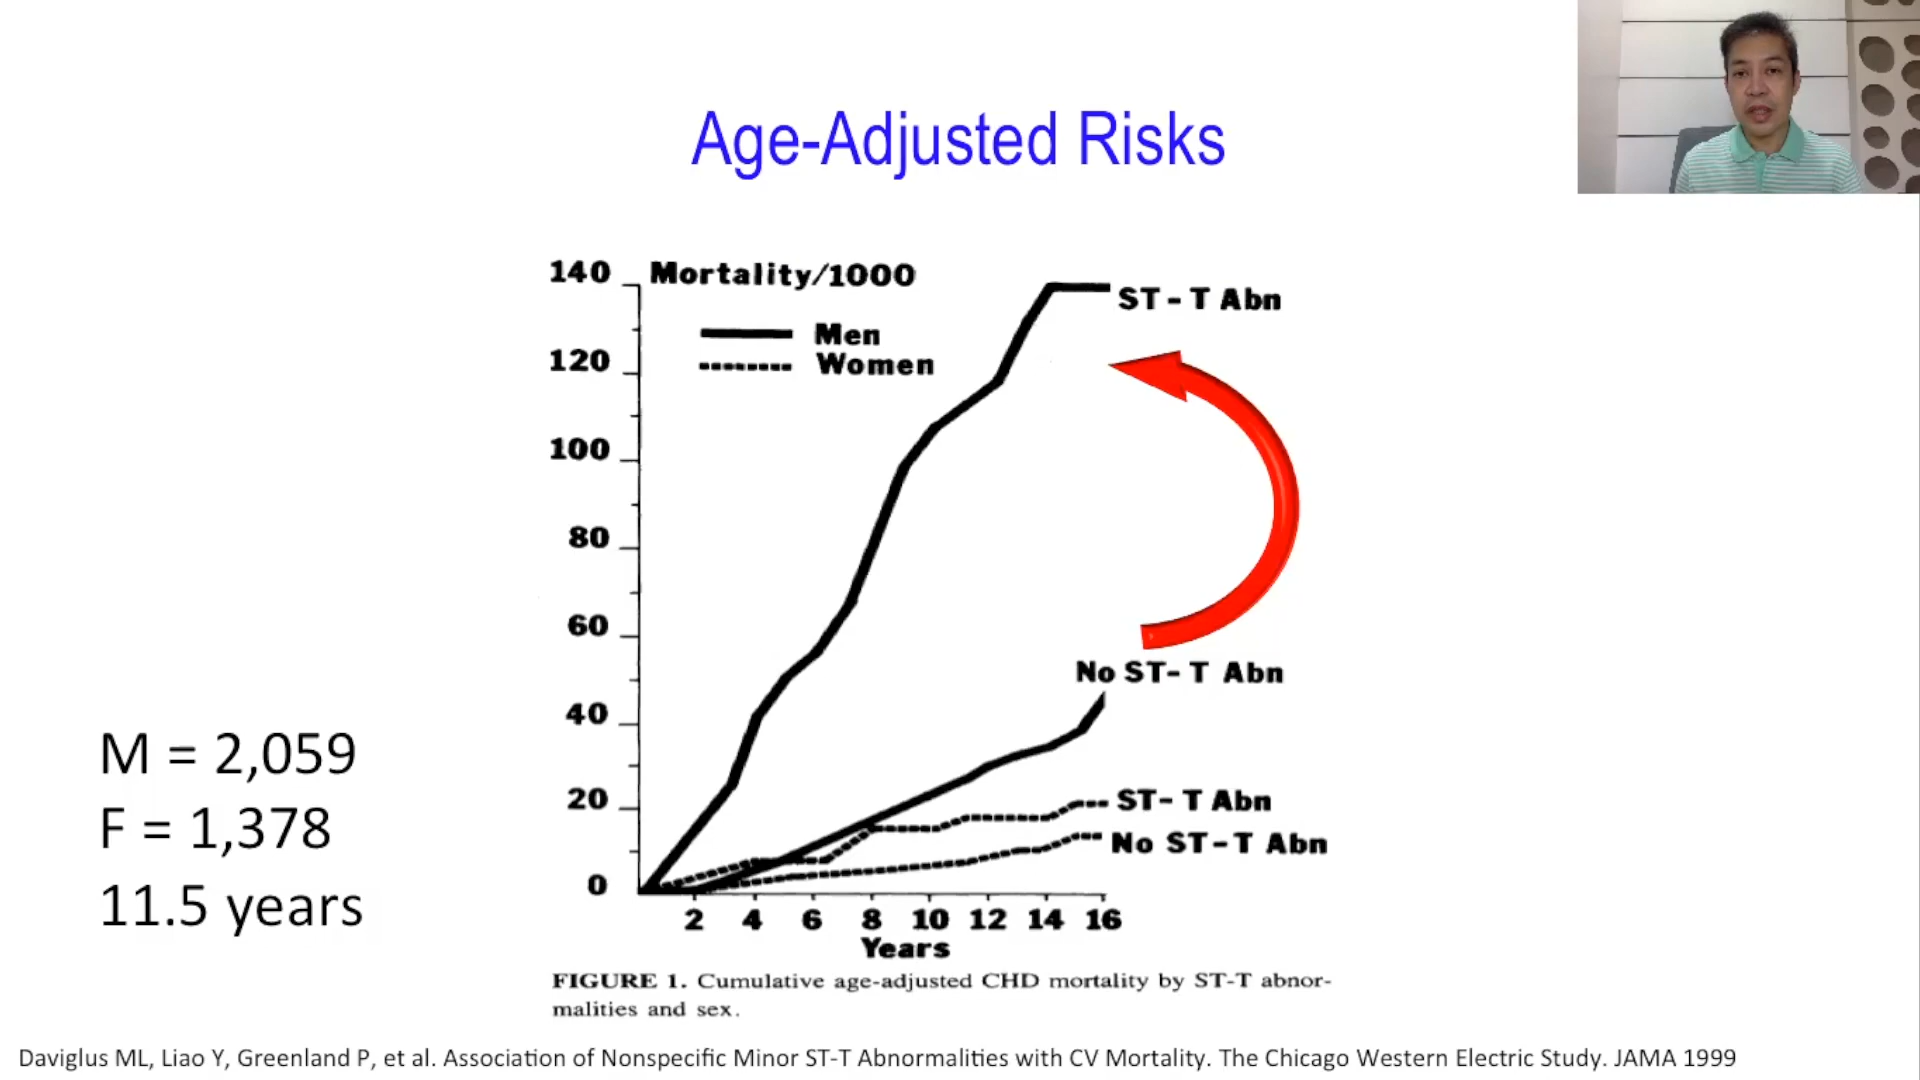 Age-Adjusted Risks
140 Mortality/1000
Men
Women
120
100
80
60
40
20
0
ST-T Abn
No ST-T Abn
ST-T Abn
No ST-T Abn
2 4 6 8 10 12 14 16
Years
FIGURE 1. Cumulative age-adjusted CHD mortality by ST-T abnor-
malities and sex.
M = 2,059
F = 1,378
11.5 years
Daviglus ML, Liao Y, Greenland P, et al. Association of Nonspecific Minor ST-T Abnormalities with CV Mortality. The Chicago Western Electric Study. JAMA 1999